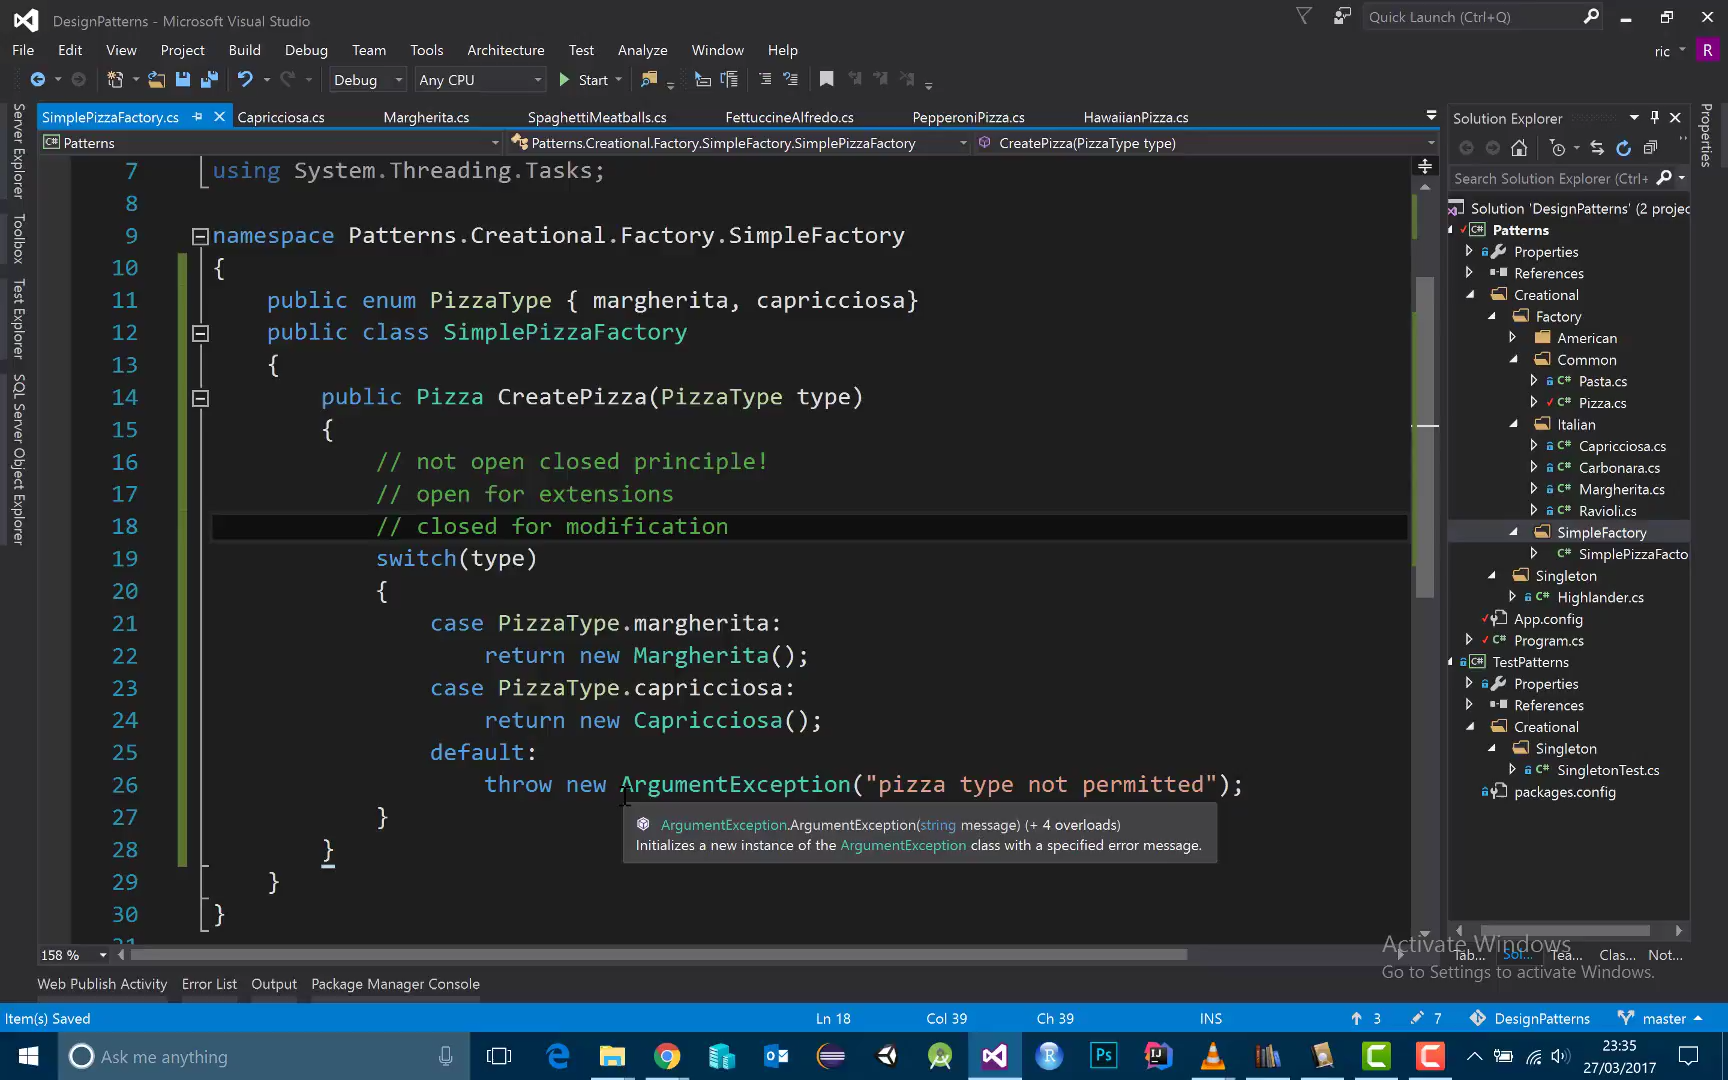 DesignPatterns - Microsoft Visual Studio
Quick Launch (Ctrl+Q)
File Edit View Project Build Debug Team Tools Architecture Test Analyze Window Help
ric R
Debug Any CPU Start
SimplePizzaFactory.cs Capricciosa.cs Margherita.cs SpaghettiMeatballs.cs FettuccineAlfredo.cs PepperoniPizza.cs HawaiianPizza.cs
Patterns Patterns.Creational.Factory.SimpleFactory.SimplePizzaFactory CreatePizza(PizzaType type)
Server Explorer
Toolbox
Test Explorer
SQL Server Object Explorer
7 using System.Threading.Tasks;
8
9 namespace Patterns.Creational.Factory.SimpleFactory
10 {
11 public enum PizzaType { margherita, capricciosa}
12 public class SimplePizzaFactory
13 {
14 public Pizza CreatePizza(PizzaType type)
15 {
16 // not open closed principle!
17 // open for extensions
18 // closed for modification
19 switch(type)
20 {
21 case PizzaType.margherita:
22 return new Margherita();
23 case PizzaType.capricciosa:
24 return new Capricciosa();
25 default:
26 throw new ArgumentException("pizza type not permitted");
27 }
ArgumentException.ArgumentException(string message) (+ 4 overloads)
Initializes a new instance of the ArgumentException class with a specified error message.
28 }
29 }
30 }
158 %
Solution Explorer
Search Solution Explorer (Ctrl+
Solution 'DesignPatterns' (2 projec
Patterns
Properties
References
Creational
Factory
American
Common
Pasta.cs
Pizza.cs
Italian
Capricciosa.cs
Carbonara.cs
Margherita.cs
Ravioli.cs
SimpleFactory
SimplePizzaFacto
Singleton
Highlander.cs
App.config
Program.cs
TestPatterns
Properties
References
Creational
Singleton
SingletonTest.cs
packages.config
Properties
Tab... Sol... Tea... Clas... Not...
Activate Windows
Go to Settings to activate Windows.
Web Publish Activity Error List Output Package Manager Console
Item(s) Saved Ln 18 Col 39 Ch 39 INS 3 7 DesignPatterns master
Ask me anything
23:35
27/03/2017